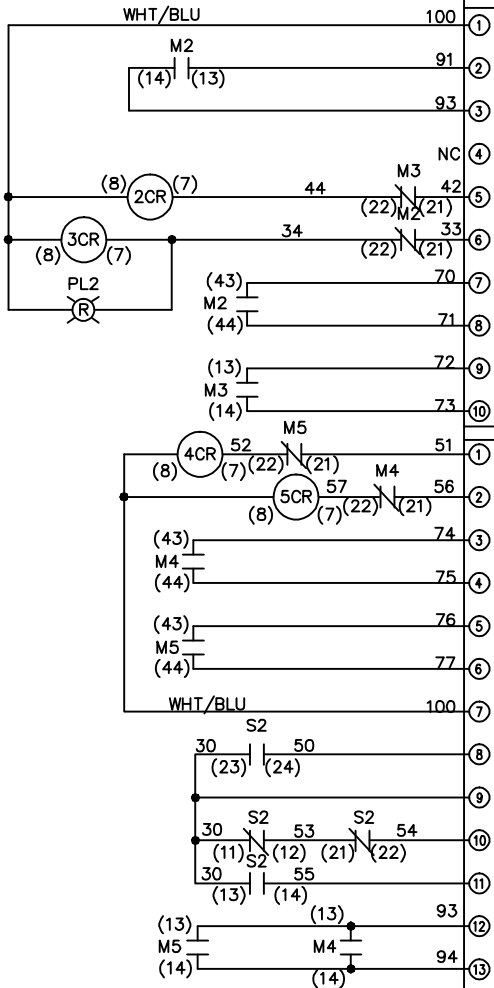 WHT/BLU 100 1
M2 91 2
(14) (13)
93 3
NC 4
(8) 2CR (7) 44 M3 42 5
(22) (21)
(8) 3CR (7) 34 M2 33 6
(22) (21)
PL2
R
(43) 70 7
M2
(44) 71 8
(13) 72 9
M3
(14) 73 10
4CR 52 M5 51 1
(8) (7) (22) (21)
5CR 57 M4 56 2
(8) (7) (22) (21)
(43) 74 3
M4
(44) 75 4
(43) 76 5
M5
(44) 77 6
WHT/BLU 100 7
S2
30 50 8
(23) (24)
9
S2 S2
30 53 54 10
(11) (12) (21) (22)
S2
30 55 11
(13) (14)
(13) (13) 93 12
M5 M4
(14) (14) 94 13